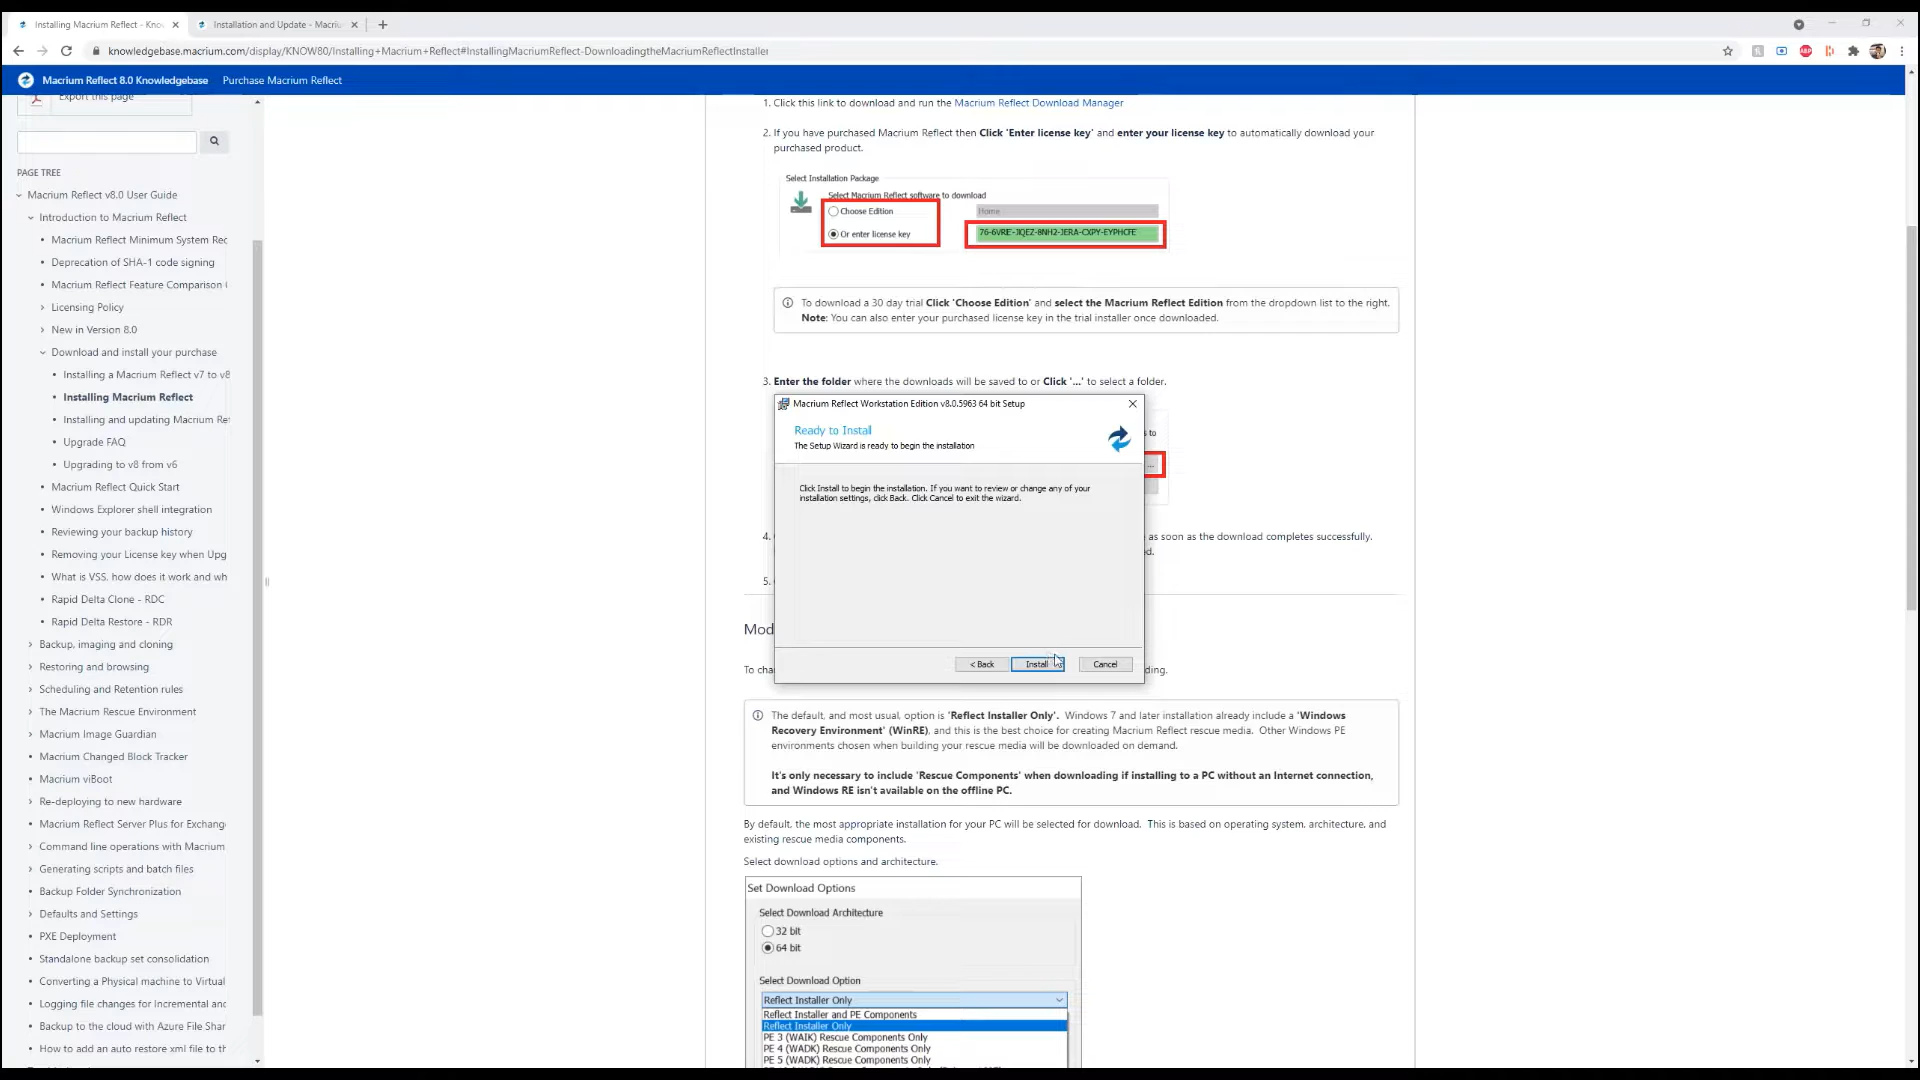 Installing Macrium Reflect - Kno
Installation and Update - Macriu
knowledgebase.macrium.com/display/KNOW80/Installing+Macrium+Reflect#InstallingMacriumReflect-DownloadingtheMacriumReflectInstaller
Macrium Reflect 8.0 Knowledgebase
Purchase Macrium Reflect
Export this page
PAGE TREE
Macrium Reflect v8.0 User Guide
Introduction to Macrium Reflect
Macrium Reflect Minimum System Rec
Deprecation of SHA-1 code signing
Macrium Reflect Feature Comparison
Licensing Policy
New in Version 8.0
Download and install your purchase
Installing a Macrium Reflect v7 to v8
Installing Macrium Reflect
Installing and updating Macrium Ref
Upgrade FAQ
Upgrading to v8 from v6
Macrium Reflect Quick Start
Windows Explorer shell integration
Reviewing your backup history
Removing your License key when Upg
What is VSS, how does it work and wh
Rapid Delta Clone - RDC
Rapid Delta Restore - RDR
Backup, imaging and cloning
Restoring and browsing
Scheduling and Retention rules
The Macrium Rescue Environment
Macrium Image Guardian
Macrium Changed Block Tracker
Macrium viBoot
Re-deploying to new hardware
Macrium Reflect Server Plus for Exchang
Command line operations with Macrium
Generating scripts and batch files
Backup Folder Synchronization
Defaults and Settings
PXE Deployment
Standalone backup set consolidation
Converting a Physical machine to Virtual
Logging file changes for Incremental and
Backup to the cloud with Azure File Shar
How to add an auto restore xml file to th
1. Click this link to download and run the Macrium Reflect Download Manager
2. If you have purchased Macrium Reflect then Click 'Enter license key' and enter your license key to automatically download your
purchased product.
Select Installation Package
Select Macrium Reflect software to download
Choose Edition
Home
Or enter license key
76-6VRE-JQEZ-8NH2-JERA-CXPY-EYPHCFE
To download a 30 day trial Click 'Choose Edition' and select the Macrium Reflect Edition from the dropdown list to the right.
Note: You can also enter your purchased license key in the trial installer once downloaded.
3. Enter the folder where the downloads will be saved to or Click '...' to select a folder.
Macrium Reflect Workstation Edition v8.0.5963 64 bit Setup
Ready to Install
The Setup Wizard is ready to begin the installation
s to
...
Click Install to begin the installation. If you want to review or change any of your
installation settings, click Back. Click Cancel to exit the wizard.
4.
as soon as the download completes successfully.
d.
5.
Mod
< Back
Install
Cancel
To cha
ding.
The default, and most usual, option is 'Reflect Installer Only'. Windows 7 and later installation already include a 'Windows
Recovery Environment' (WinRE), and this is the best choice for creating Macrium Reflect rescue media. Other Windows PE
environments chosen when building your rescue media will be downloaded on demand.
It's only necessary to include 'Rescue Components' when downloading if installing to a PC without an Internet connection,
and Windows RE isn't available on the offline PC.
By default, the most appropriate installation for your PC will be selected for download. This is based on operating system, architecture, and
existing rescue media components.
Select download options and architecture.
Set Download Options
Select Download Architecture
32 bit
64 bit
Select Download Option
Reflect Installer Only
Reflect Installer and PE Components
Reflect Installer Only
PE 3 (WAIK) Rescue Components Only
PE 4 (WADK) Rescue Components Only
PE 5 (WADK) Rescue Components Only